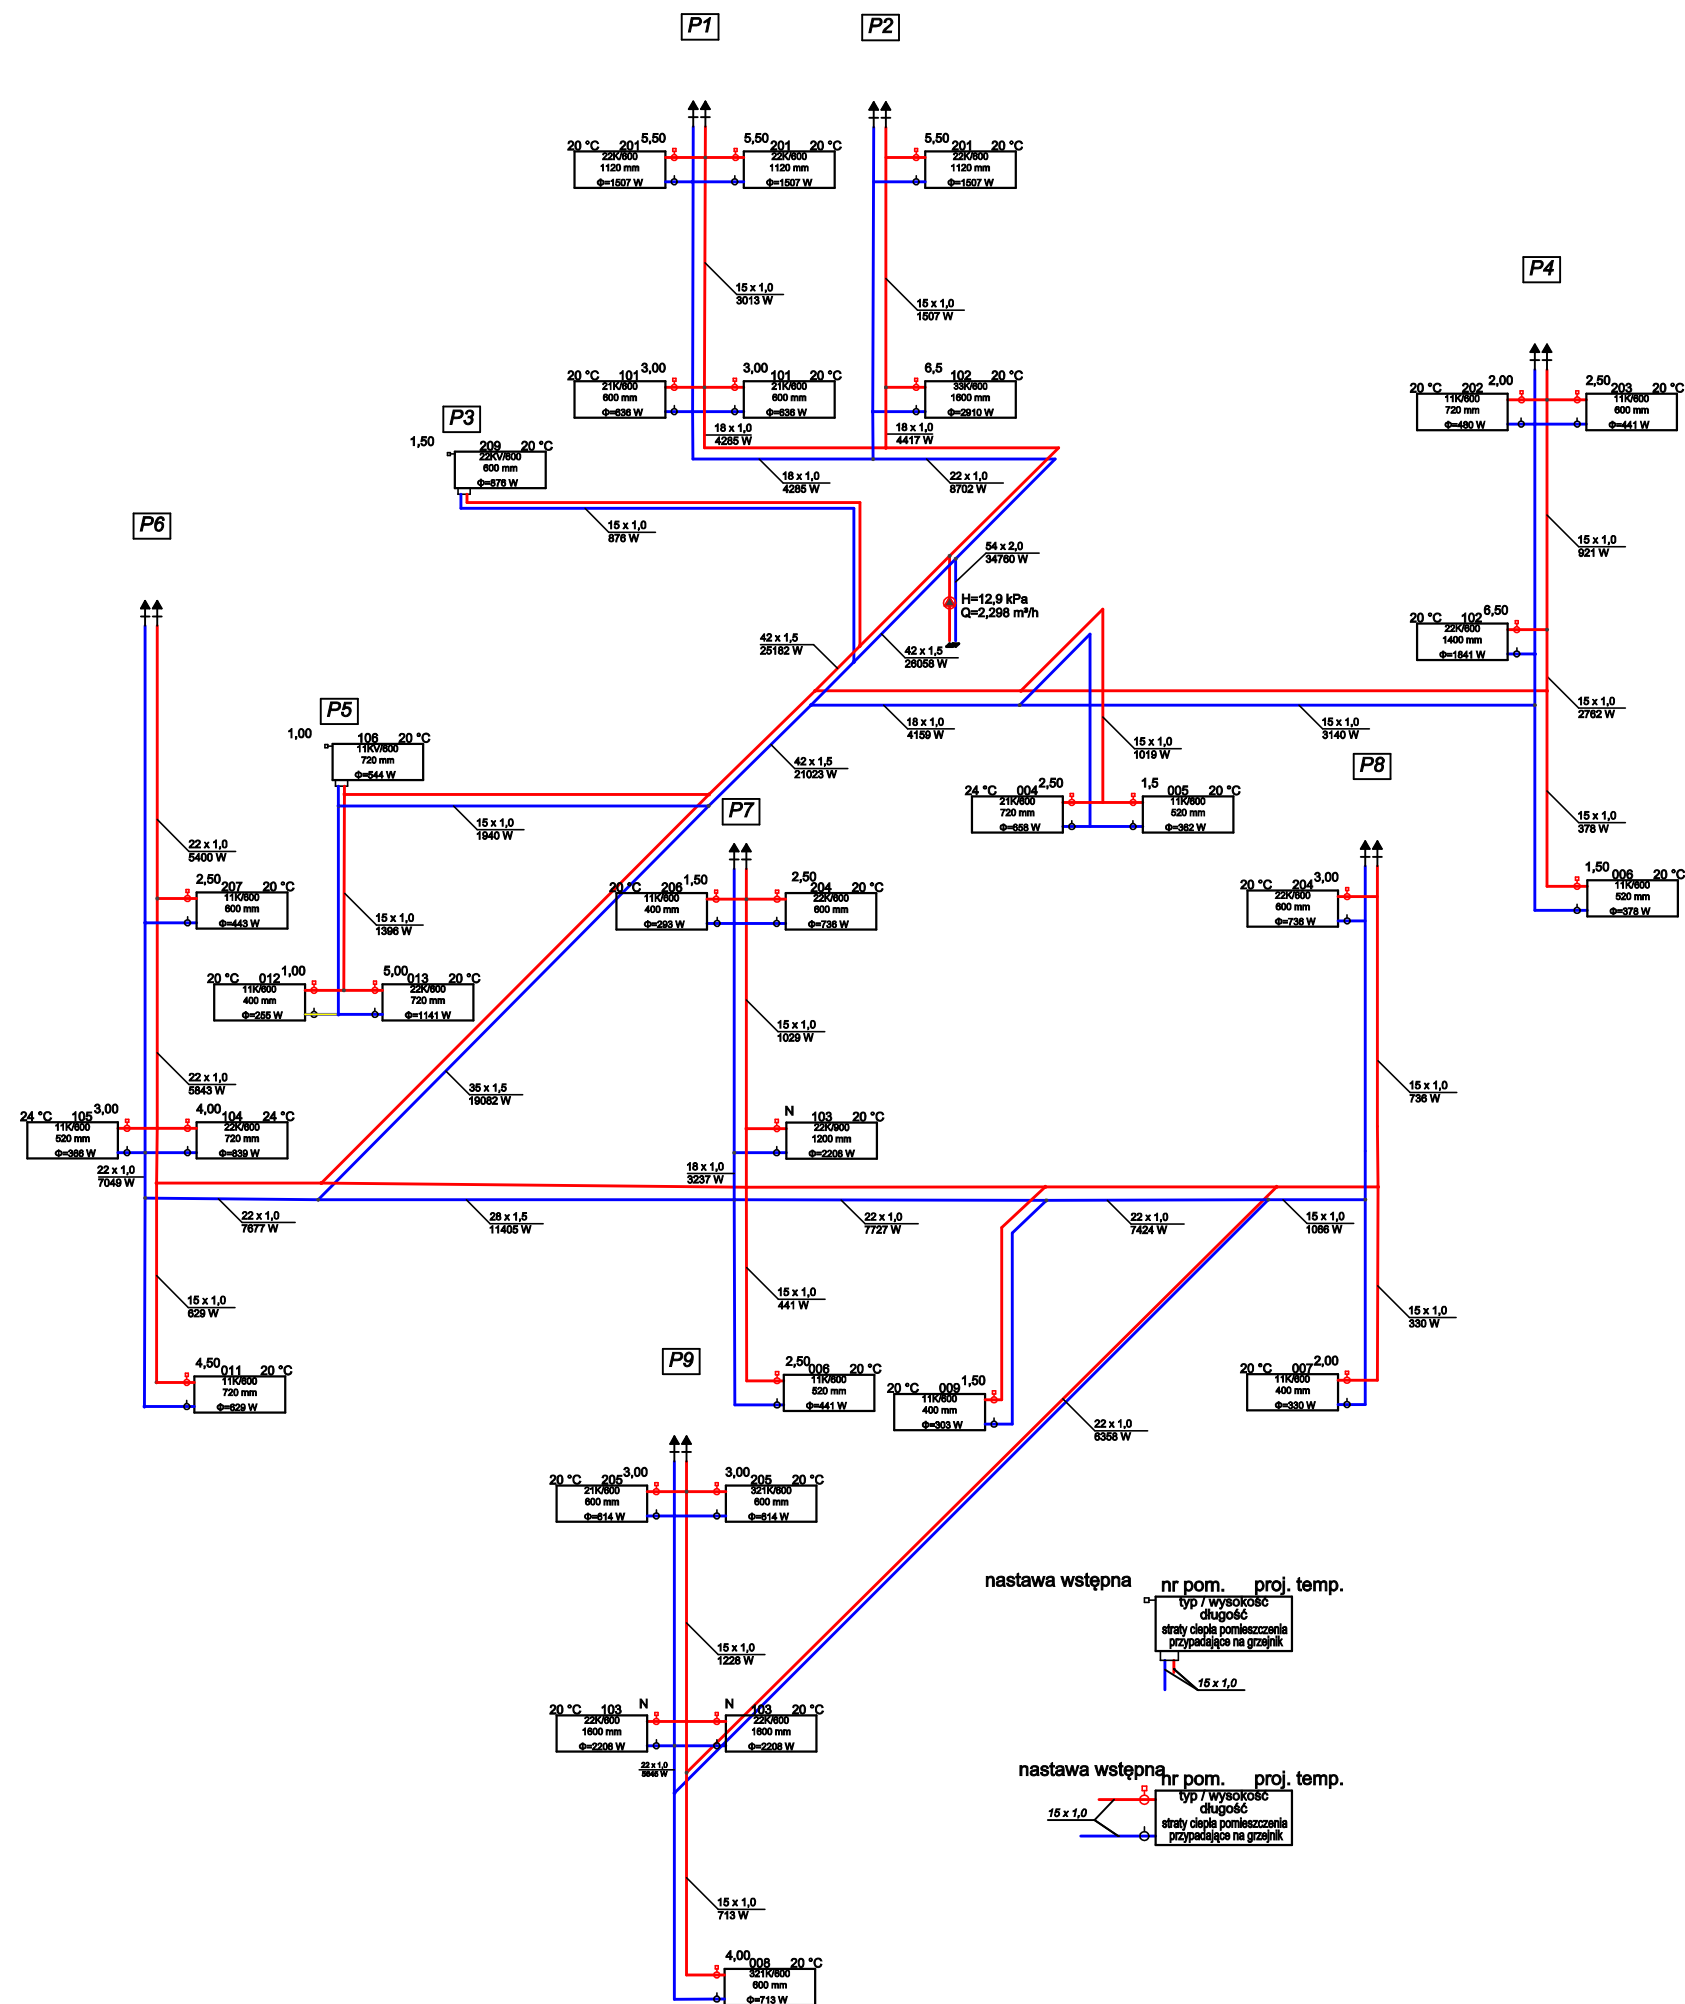 P1
P2
20 °C 201 5,50
22K/600
1120 mm
Φ=1507 W
5,50 201 20 °C
22K/600
1120 mm
Φ=1507 W
5,50 201 20 °C
22K/600
1120 mm
Φ=1507 W
P4
15 x 1,0
3013 W
15 x 1,0
1507 W
20 °C 101 3,00
21K/600
600 mm
Φ=636 W
3,00 101 20 °C
21K/600
600 mm
Φ=636 W
6,5 102 20 °C
33K/600
1600 mm
Φ=2910 W
20 °C 202 2,00
11K/600
720 mm
Φ=480 W
2,50 203 20 °C
11K/600
600 mm
Φ=441 W
P3
18 x 1,0
4285 W
18 x 1,0
4417 W
1,50 209 20 °C
22KV/600
600 mm
Φ=876 W
18 x 1,0
4285 W
22 x 1,0
8702 W
P6
15 x 1,0
876 W
54 x 2,0
34760 W
15 x 1,0
921 W
H=12,9 kPa
Q=2,298 m³/h
20 °C 102 6,50
22K/600
1400 mm
Φ=1841 W
42 x 1,5
25182 W
42 x 1,5
26058 W
P5
15 x 1,0
2762 W
18 x 1,0
4159 W
15 x 1,0
3140 W
1,00 106 20 °C
11KV/600
720 mm
Φ=544 W
15 x 1,0
1019 W
P8
42 x 1,5
21023 W
P7
24 °C 004 2,50
21K/600
720 mm
Φ=658 W
1,5 005 20 °C
11K/600
520 mm
Φ=362 W
15 x 1,0
1940 W
15 x 1,0
378 W
22 x 1,0
5400 W
2,50 207 20 °C
11K/600
600 mm
Φ=443 W
20 °C 206 1,50
11K/600
400 mm
Φ=293 W
2,50 204 20 °C
22K/600
600 mm
Φ=736 W
20 °C 204 3,00
22K/600
600 mm
Φ=736 W
1,50 006 20 °C
11K/600
520 mm
Φ=378 W
15 x 1,0
1396 W
20 °C 012 1,00
11K/600
400 mm
Φ=255 W
5,00 013 20 °C
22K/600
720 mm
Φ=1141 W
15 x 1,0
1029 W
22 x 1,0
5843 W
35 x 1,5
19082 W
15 x 1,0
736 W
24 °C 105 3,00
11K/600
520 mm
Φ=366 W
4,00 104 24 °C
22K/600
720 mm
Φ=839 W
N 103 20 °C
22K/900
1200 mm
Φ=2208 W
22 x 1,0
7049 W
18 x 1,0
3237 W
22 x 1,0
7677 W
28 x 1,5
11405 W
22 x 1,0
7727 W
22 x 1,0
7424 W
15 x 1,0
1066 W
15 x 1,0
629 W
15 x 1,0
441 W
15 x 1,0
330 W
P9
4,50 011 20 °C
11K/600
720 mm
Φ=629 W
2,50 006 20 °C
11K/600
520 mm
Φ=441 W
20 °C 009 1,50
11K/600
400 mm
Φ=303 W
20 °C 007 2,00
11K/600
400 mm
Φ=330 W
22 x 1,0
6358 W
20 °C 205 3,00
21K/600
600 mm
Φ=614 W
3,00 205 20 °C
321K/600
600 mm
Φ=614 W
15 x 1,0
1228 W
nastawa wstępna nr pom. proj. temp.
typ / wysokość
długość
straty ciepła pomieszczenia
przypadające na grzejnik
15 x 1,0
20 °C 103 N
22K/600
1600 mm
Φ=2208 W
N 103 20 °C
22K/600
1600 mm
Φ=2208 W
22 x 1,0
5645 W
nastawa wstępna nr pom. proj. temp.
typ / wysokość
długość
straty ciepła pomieszczenia
przypadające na grzejnik
15 x 1,0
15 x 1,0
713 W
4,00 008 20 °C
321K/600
600 mm
Φ=713 W